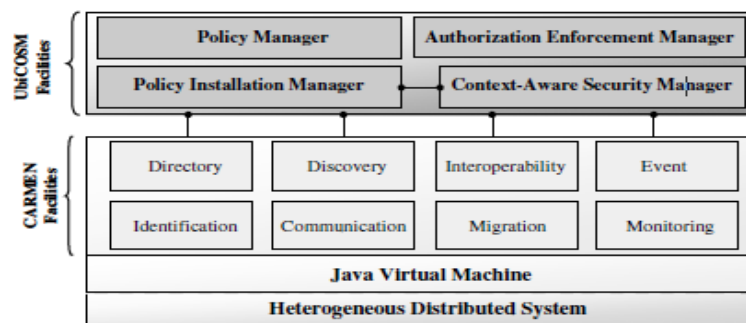 UbiCOSM
Facilities
Policy Manager
Authorization Enforcement Manager
Policy Installation Manager
Context-Aware Security Manager
CARMEN
Facilities
Directory
Discovery
Interoperability
Event
Identification
Communication
Migration
Monitoring
Java Virtual Machine
Heterogeneous Distributed System